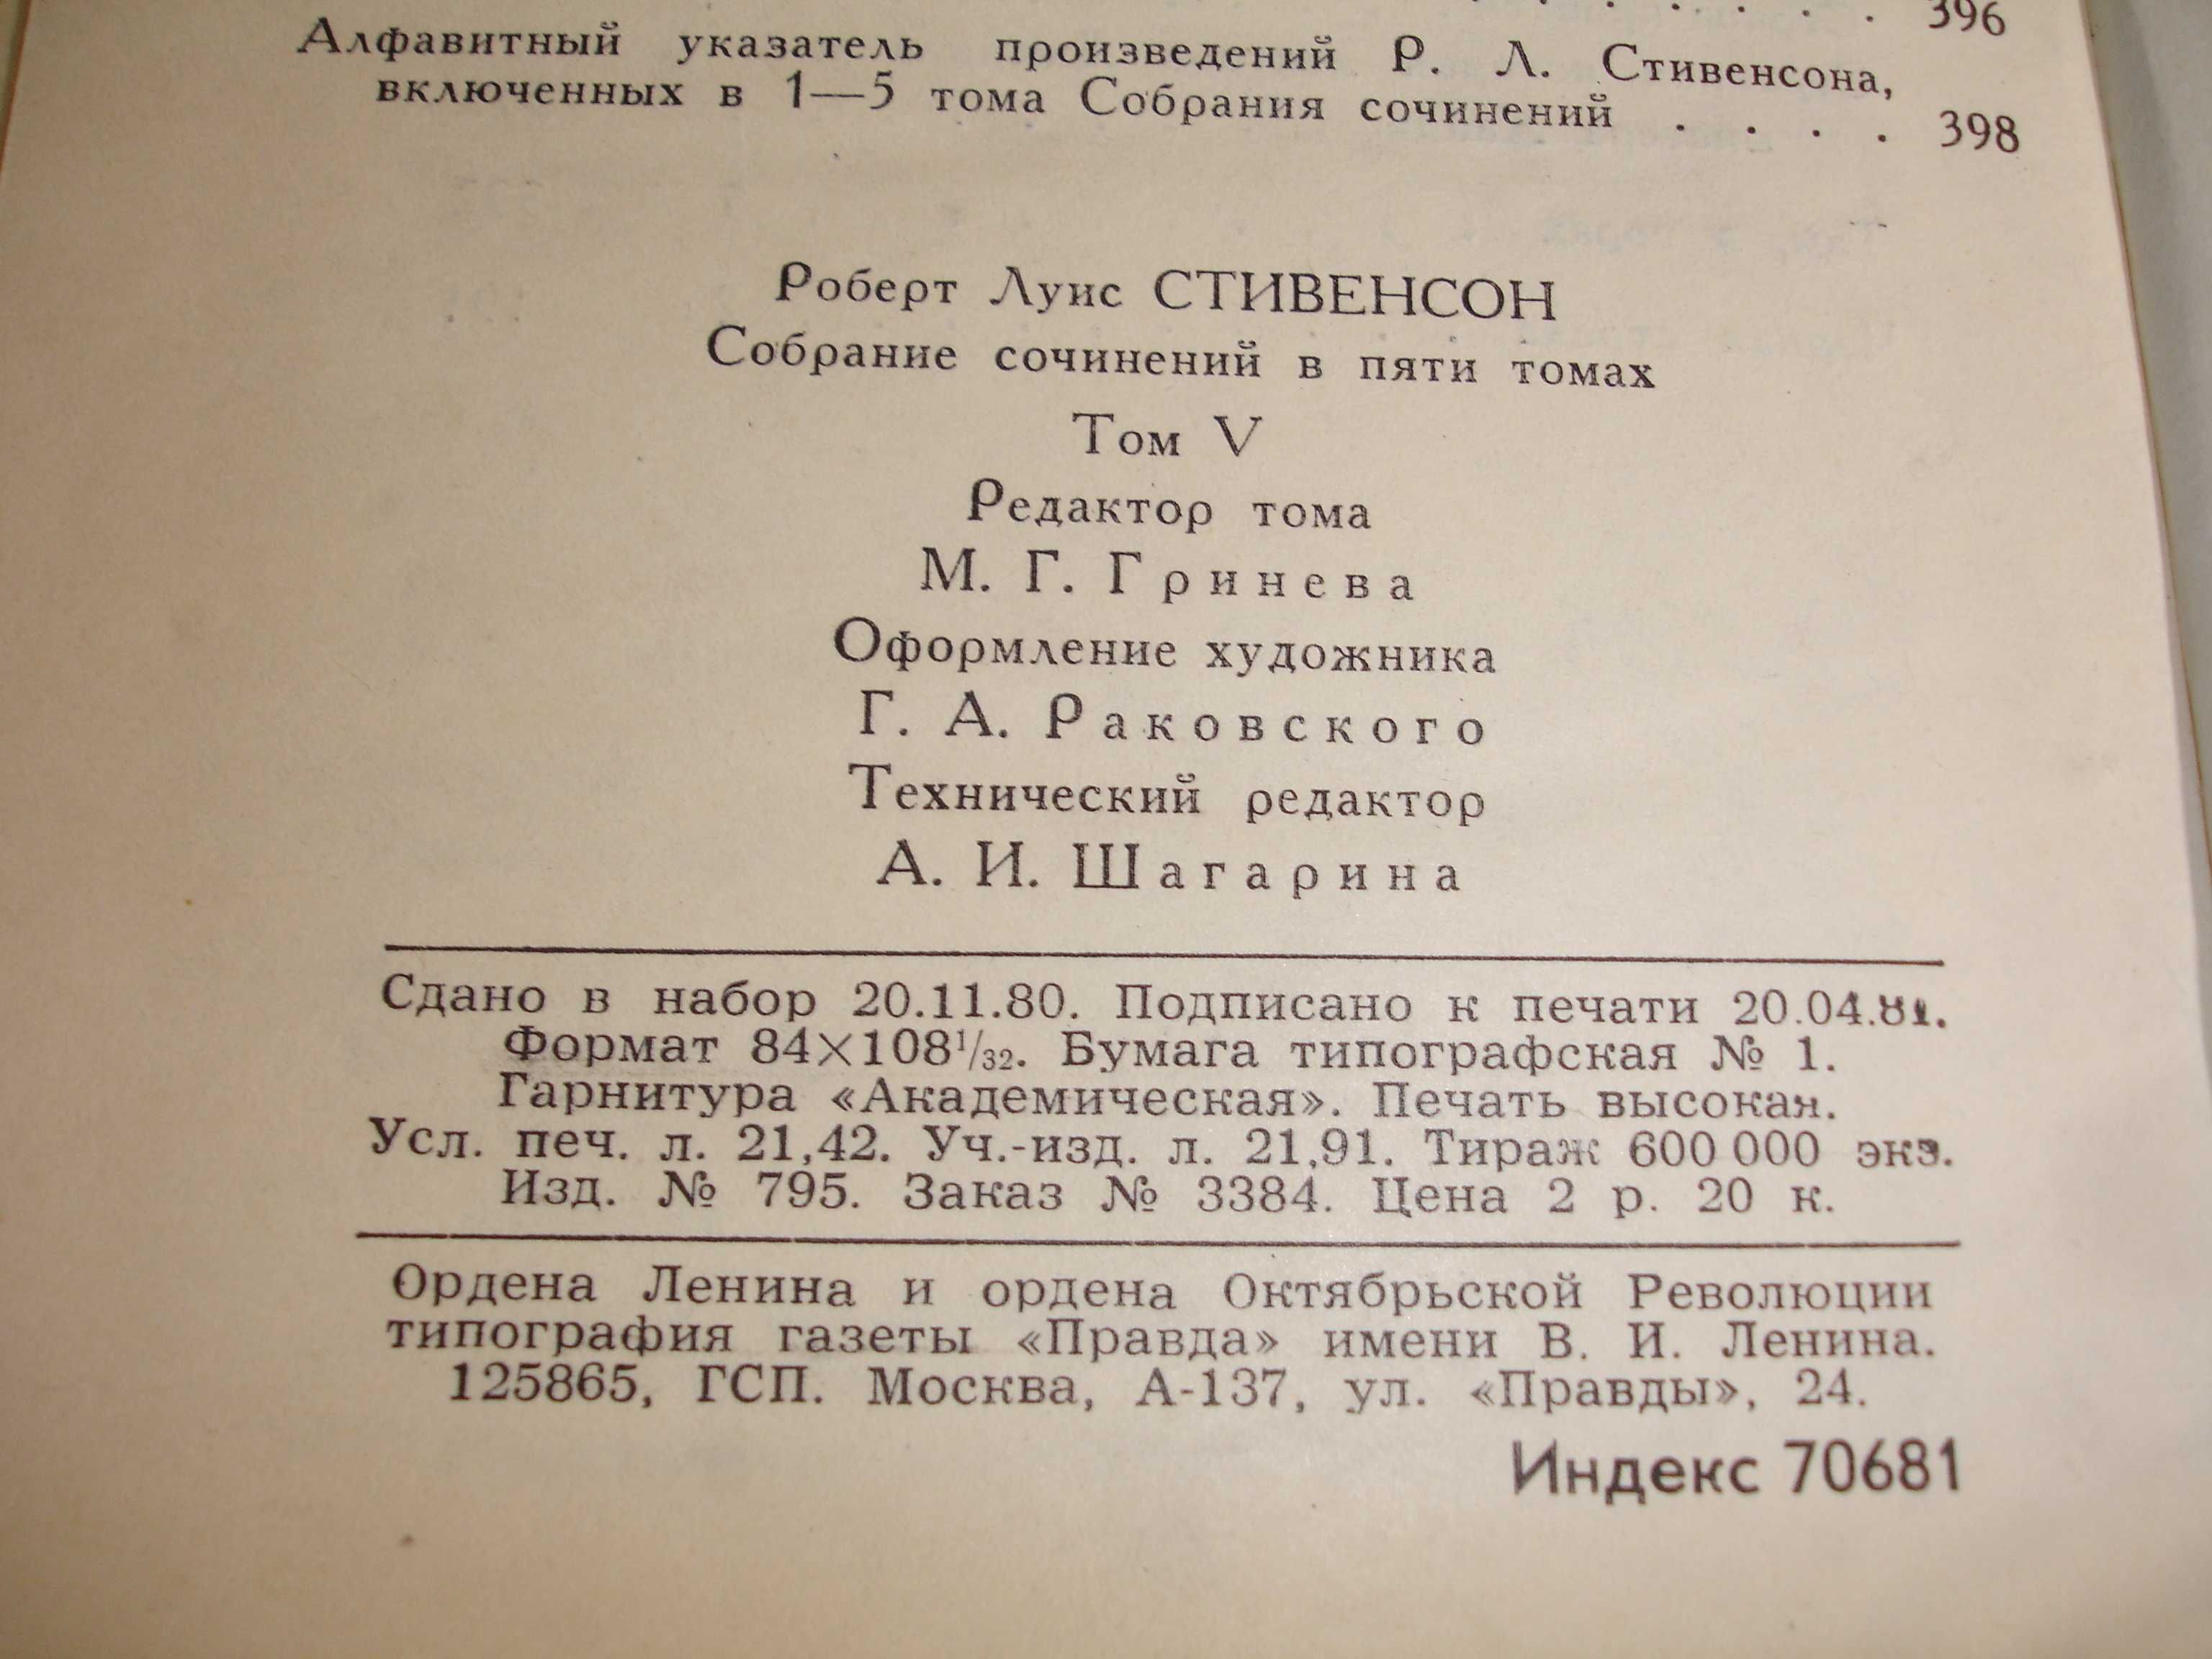 . . . . . . . 396
Алфавитный указатель произведений Р. Л. Стивенсона,
включенных в 1—5 тома Собрания сочинений . . . . 398
Роберт Луис СТИВЕНСОН
Собрание сочинений в пяти томах
Том V
Редактор тома
М. Г. Гринева
Оформление художника
Г. А. Раковского
Технический редактор
А. И. Шагарина
Сдано в набор 20.11.80. Подписано к печати 20.04.81.
Формат 84×108¹/₃₂. Бумага типографская № 1.
Гарнитура «Академическая». Печать высокая.
Усл. печ. л. 21,42. Уч.-изд. л. 21,91. Тираж 600 000 экз.
Изд. № 795. Заказ № 3384. Цена 2 р. 20 к.
Ордена Ленина и ордена Октябрьской Революции
типография газеты «Правда» имени В. И. Ленина.
125865, ГСП. Москва, А-137, ул. «Правды», 24.
Индекс 70681